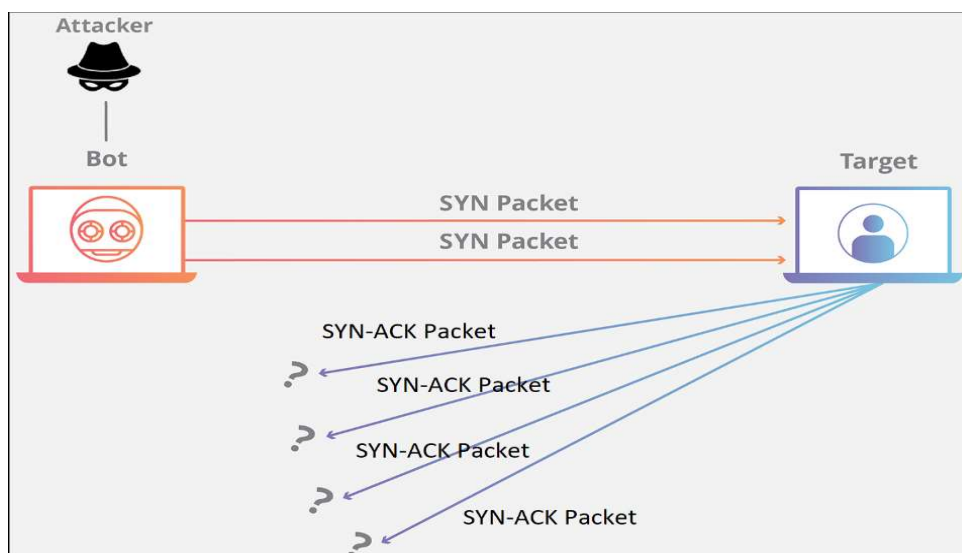 Attacker
Bot
Target
SYN Packet
SYN Packet
SYN-ACK Packet
?
SYN-ACK Packet
?
SYN-ACK Packet
?
SYN-ACK Packet
?